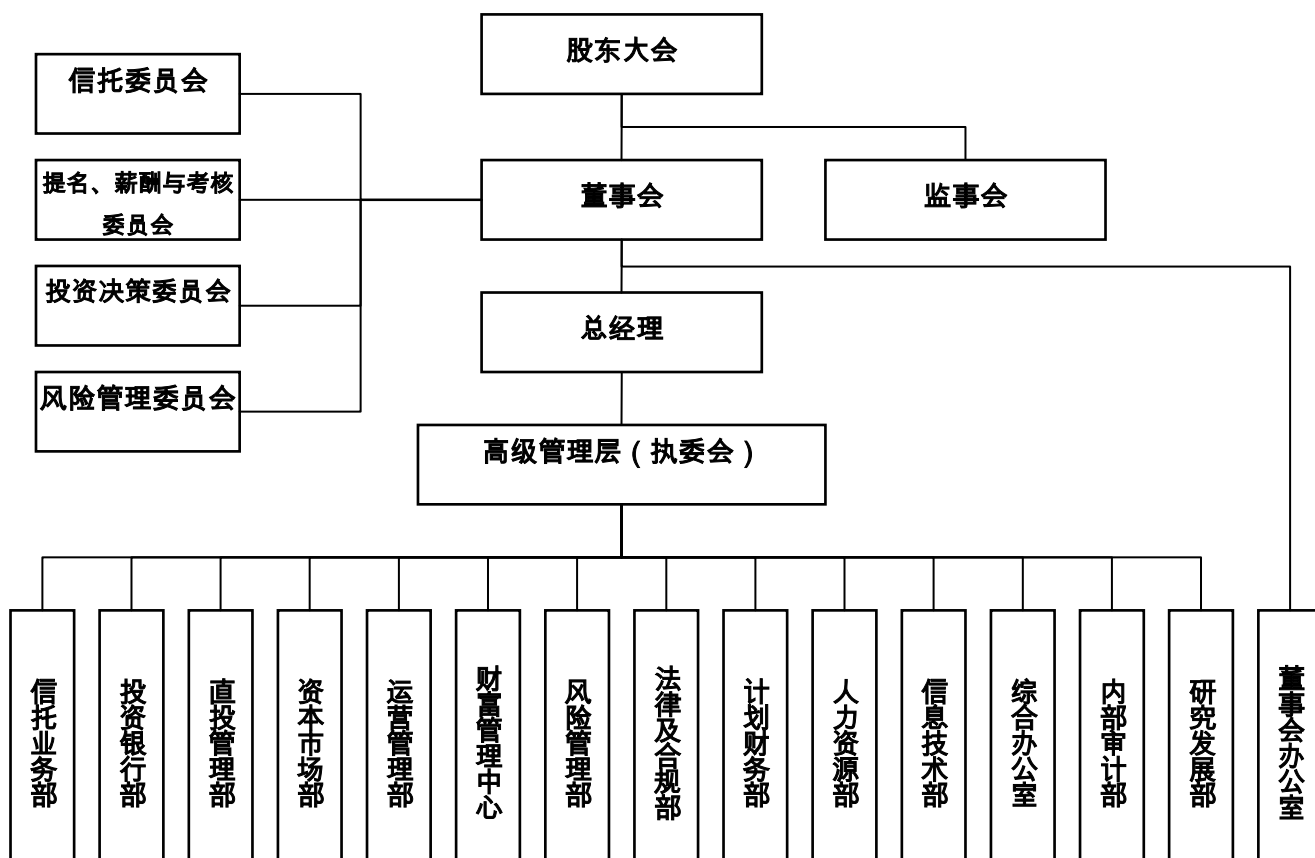 股东大会
信托委员会
提名、薪酬与考核
委员会
董事会
监事会
投资决策委员会
总经理
风险管理委员会
高级管理层（执委会）
信托业务部
投资银行部
直投管理部
资本市场部
运营管理部
财富管理中心
风险管理部
法律及合规部
计划财务部
人力资源部
信息技术部
综合办公室
内部审计部
研究发展部
董事会办公室